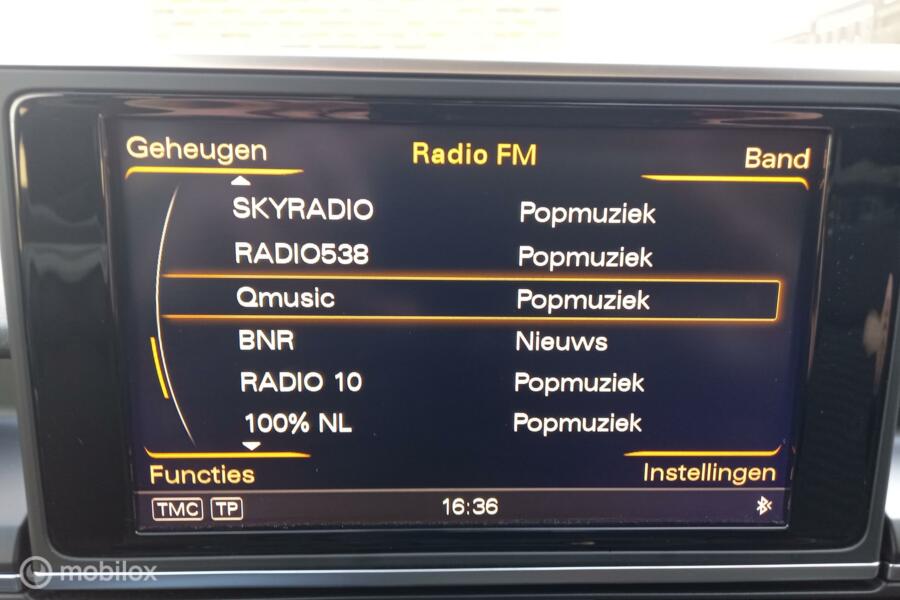 Geheugen Radio FM Band
SKYRADIO Popmuziek
RADIO538 Popmuziek
Qmusic Popmuziek
BNR Nieuws
RADIO 10 Popmuziek
100% NL Popmuziek
Functies Instellingen
TMC TP 16:36
mobilox